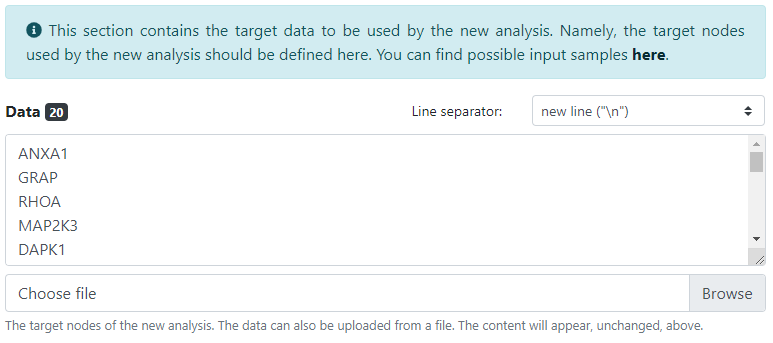 This section contains the target data to be used by the new analysis. Namely, the target nodes
used by the new analysis should be defined here. You can find possible input samples here.
Data 20 Line separator: new line ("\n")
ANXA1
GRAP
RHOA
MAP2K3
DAPK1
Choose file Browse
The target nodes of the new analysis. The data can also be uploaded from a file. The content will appear, unchanged, above.